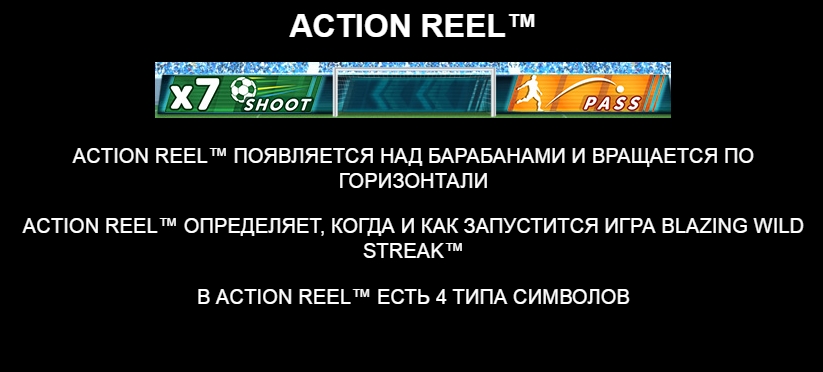 ACTION REEL™
x7 SHOOT PASS
ACTION REEL™ ПОЯВЛЯЕТСЯ НАД БАРАБАНАМИ И ВРАЩАЕТСЯ ПО
ГОРИЗОНТАЛИ
ACTION REEL™ ОПРЕДЕЛЯЕТ, КОГДА И КАК ЗАПУСТИТСЯ ИГРА BLAZING WILD
STREAK™
В ACTION REEL™ ЕСТЬ 4 ТИПА СИМВОЛОВ